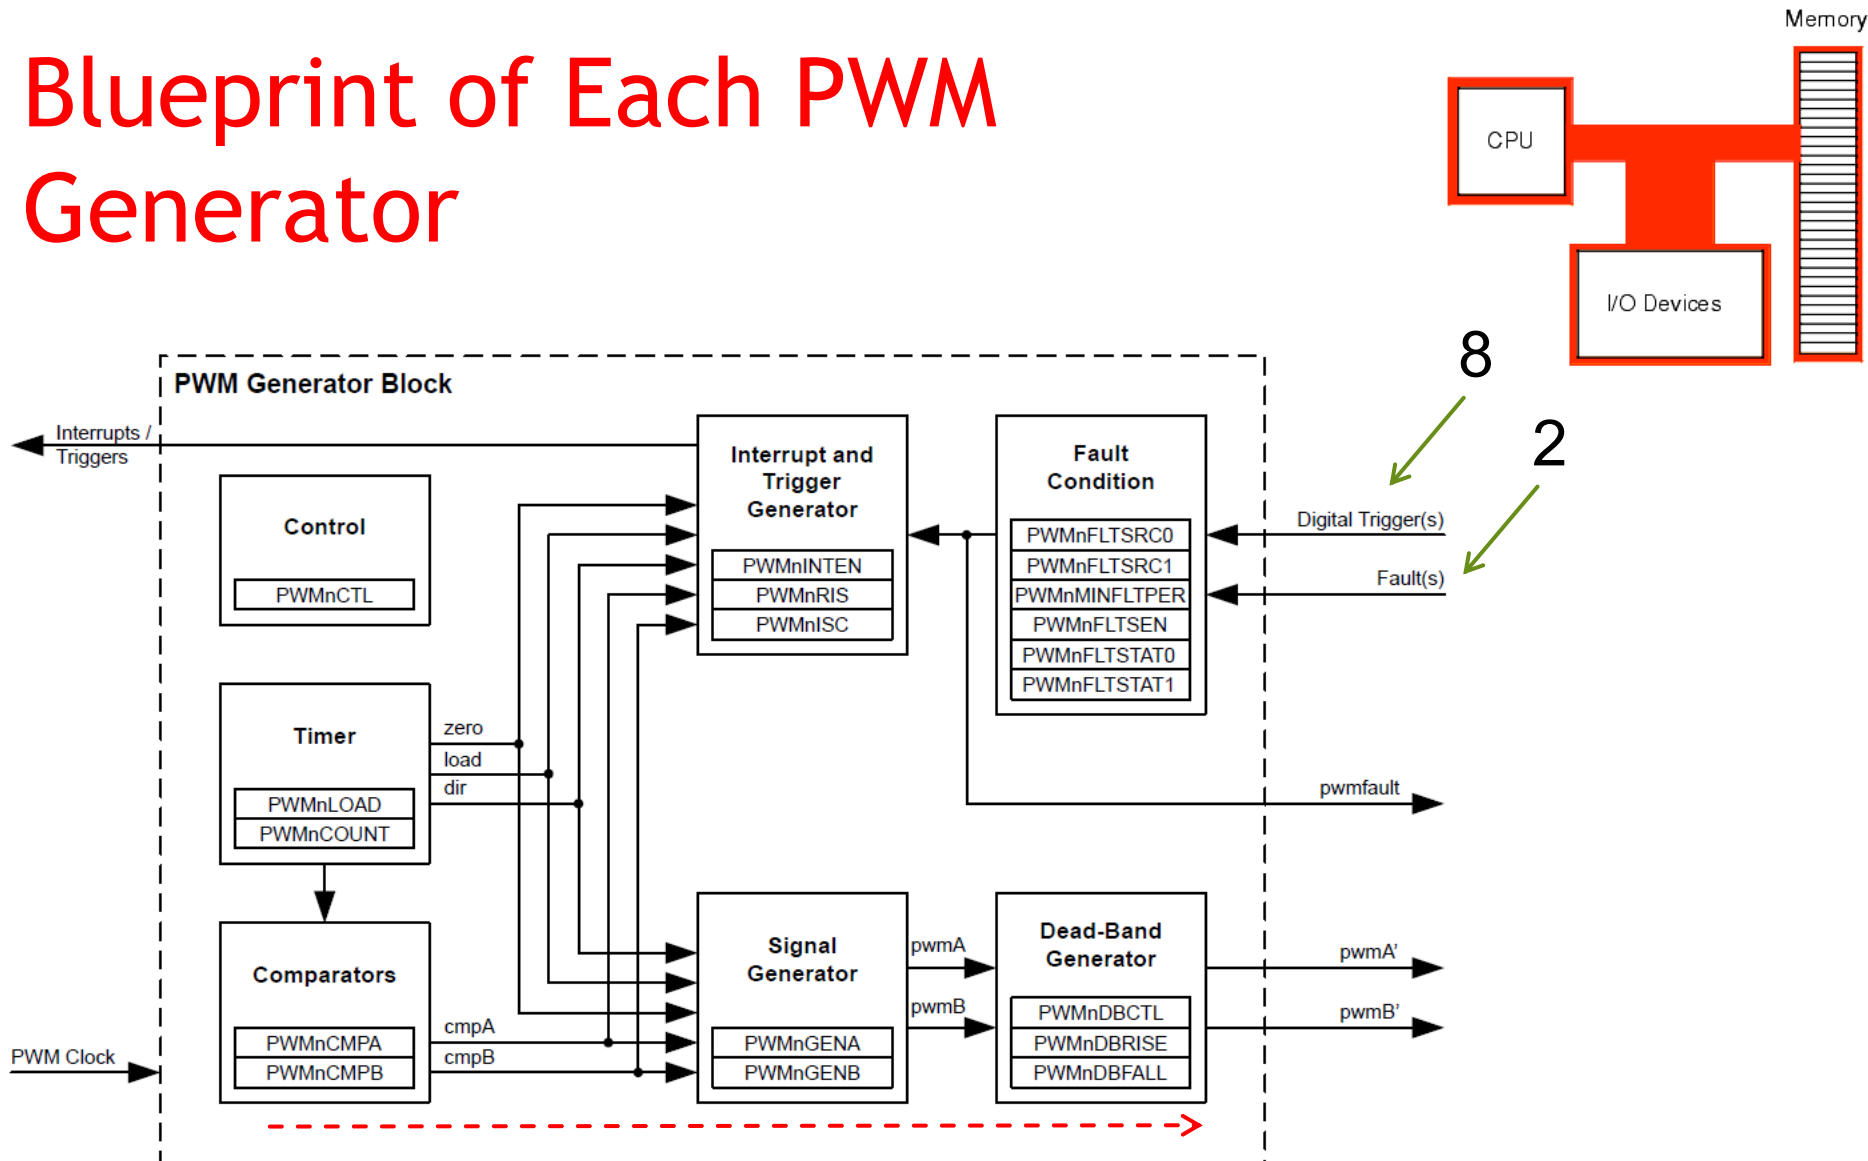 Blueprint of Each PWM
Generator
Memory
CPU
I/O Devices
8
2
PWM Generator Block
Interrupts /
Triggers
Control
PWMnCTL
Timer
PWMnLOAD
PWMnCOUNT
zero
load
dir
Comparators
PWMnCMPA
PWMnCMPB
cmpA
cmpB
PWM Clock
Interrupt and
Trigger
Generator
PWMnINTEN
PWMnRIS
PWMnISC
Fault
Condition
PWMnFLTSRC0
PWMnFLTSRC1
PWMnMINFLTPER
PWMnFLTSEN
PWMnFLTSTAT0
PWMnFLTSTAT1
Digital Trigger(s)
Fault(s)
pwmfault
Signal
Generator
PWMnGENA
PWMnGENB
pwmA
pwmB
Dead-Band
Generator
PWMnDBCTL
PWMnDBRISE
PWMnDBFALL
pwmA'
pwmB'